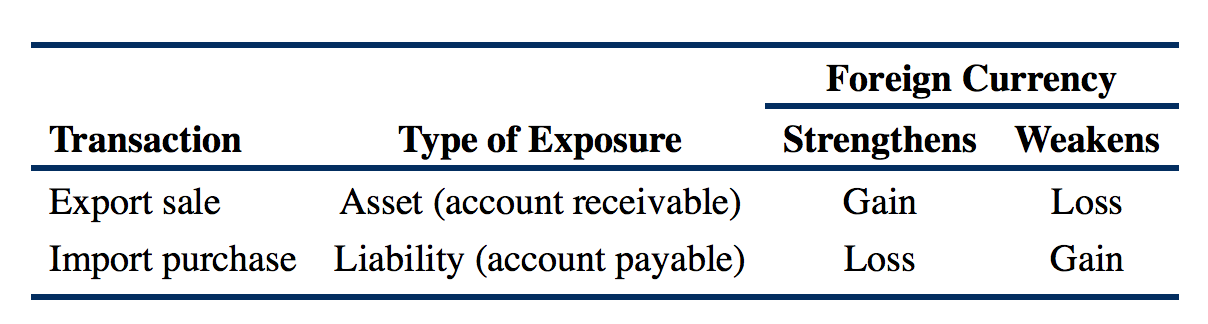 Foreign Currency
Transaction Type of Exposure Strengthens Weakens
Export sale Asset (account receivable) Gain Loss
Import purchase Liability (account payable) Loss Gain